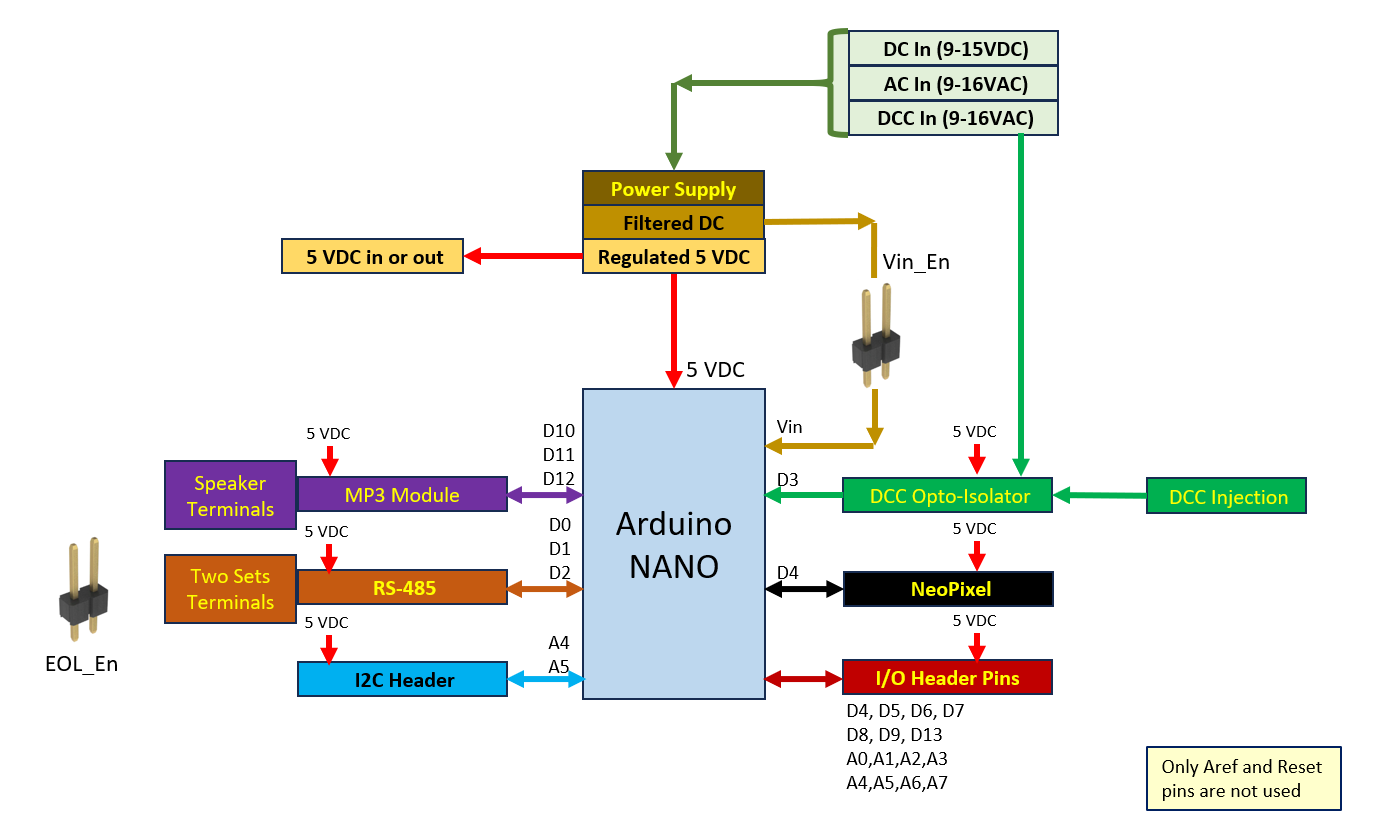 DC In (9-15VDC)
AC In (9-16VAC)
DCC In (9-16VAC)
Power Supply
Filtered DC
Regulated 5 VDC
5 VDC in or out
Vin_En
5 VDC
Vin
D10
D11
D12
5 VDC
Speaker
Terminals
MP3 Module
5 VDC
D3
DCC Opto-Isolator
DCC Injection
Arduino
NANO
D0
D1
D2
5 VDC
Two Sets
Terminals
RS-485
5 VDC
D4
NeoPixel
EOL_En
5 VDC
I2C Header
A4
A5
5 VDC
I/O Header Pins
D4, D5, D6, D7
D8, D9, D13
A0,A1,A2,A3
A4,A5,A6,A7
Only Aref and Reset
pins are not used